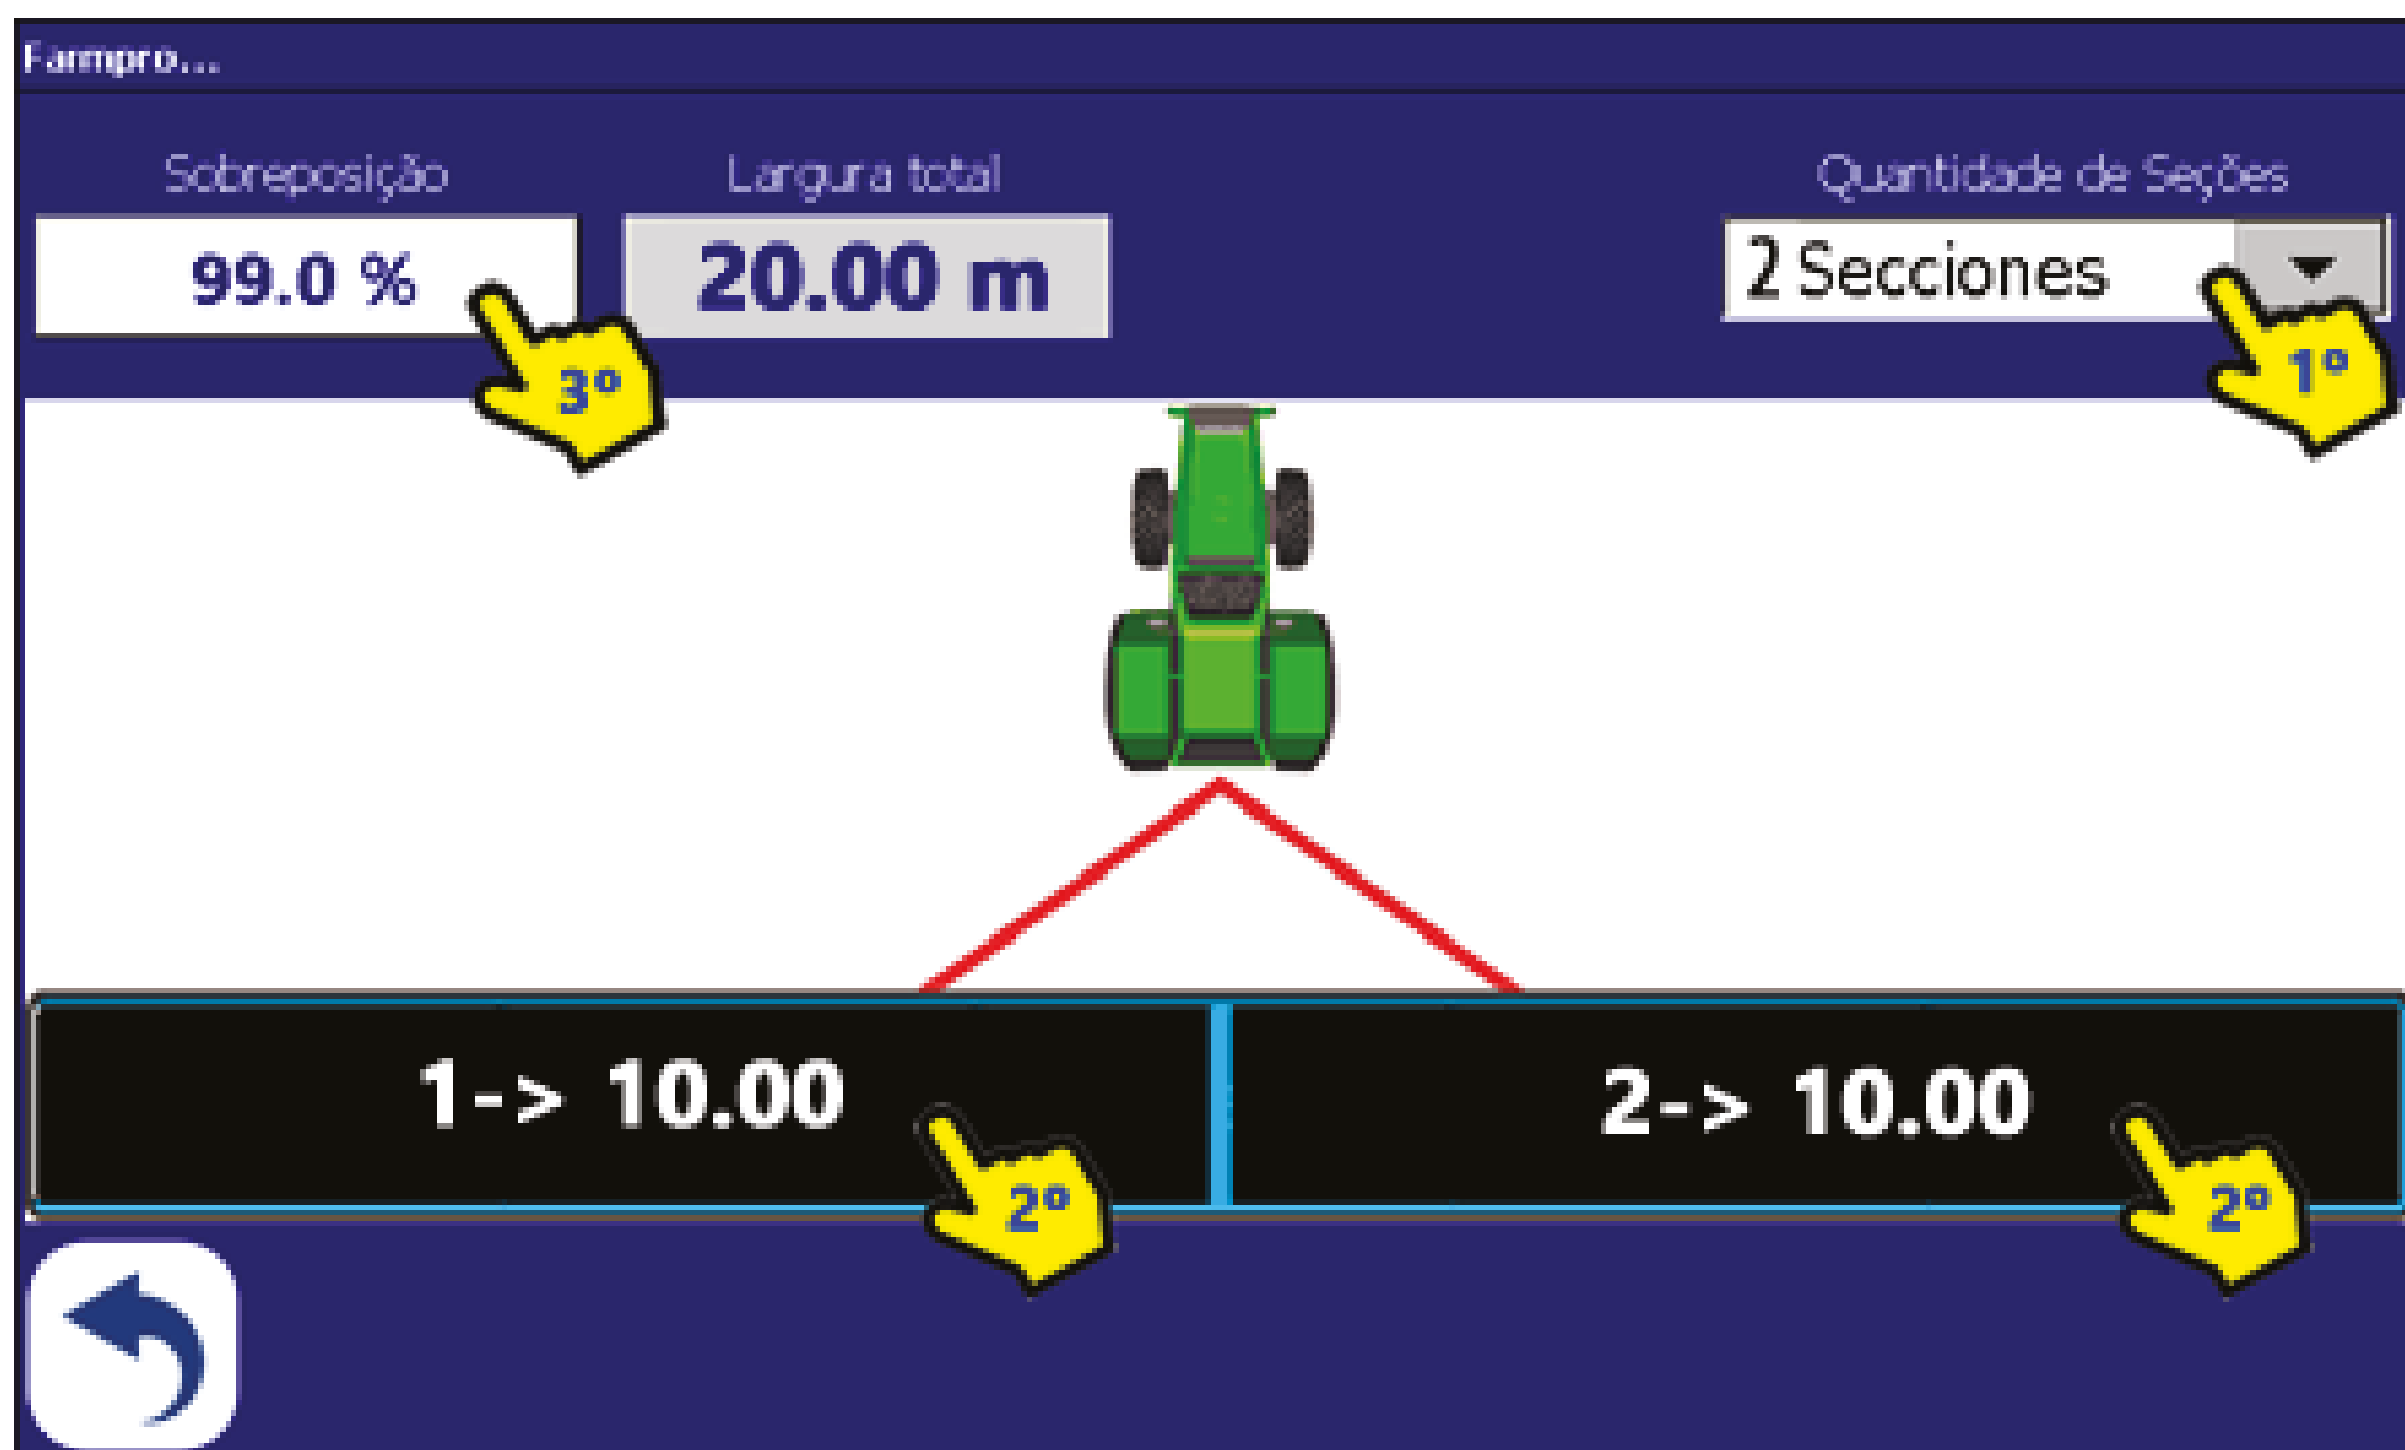 Farmpro...
Sobreposição
Largura total
Quantidade de Seções
99.0 %
20.00 m
2 Secciones
3º
1º
1-> 10.00
2-> 10.00
2º
2º